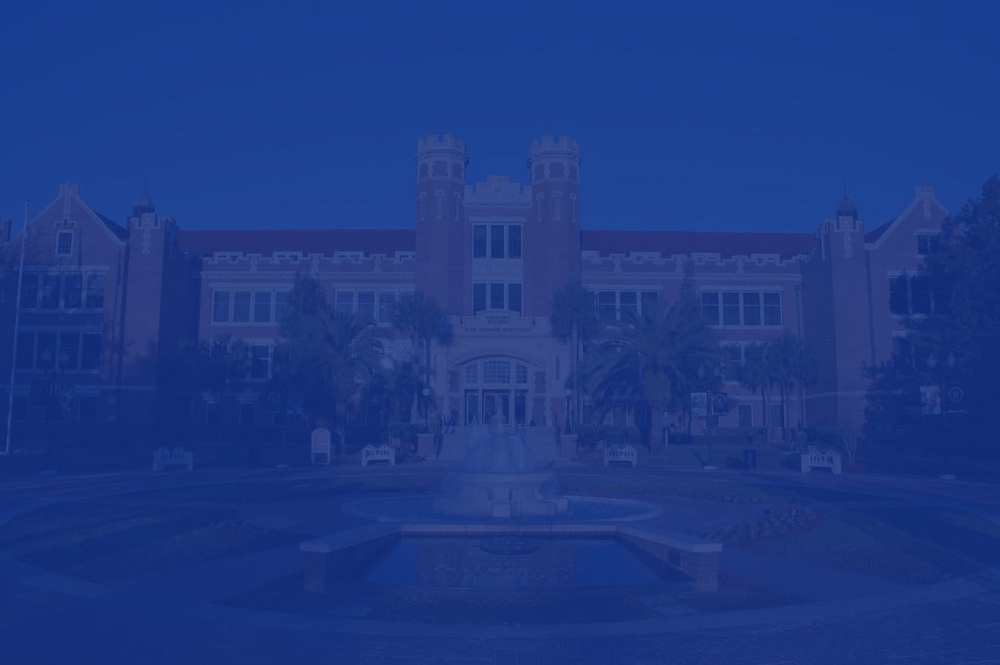 WESTCOTT
BUILDING
RUBY DIAMOND AUDITORIUM